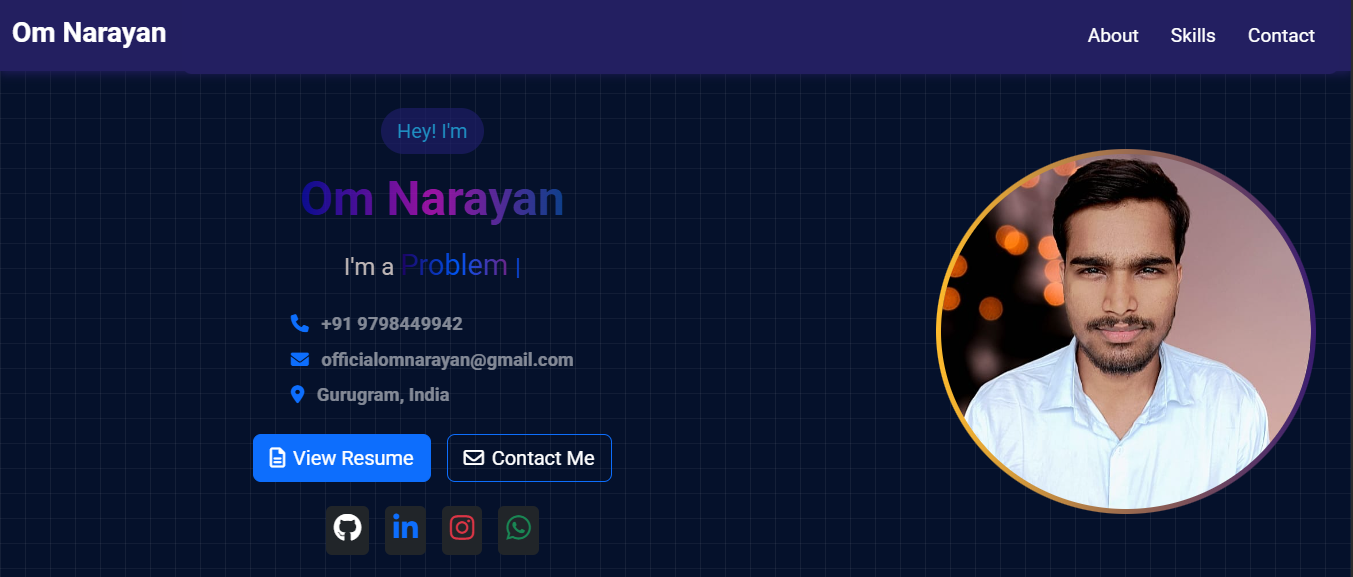 Om Narayan
About Skills Contact
Hey! I'm
Om Narayan
I'm a Problem |
+91 9798449942
officialomnarayan@gmail.com
Gurugram, India
View Resume Contact Me
in